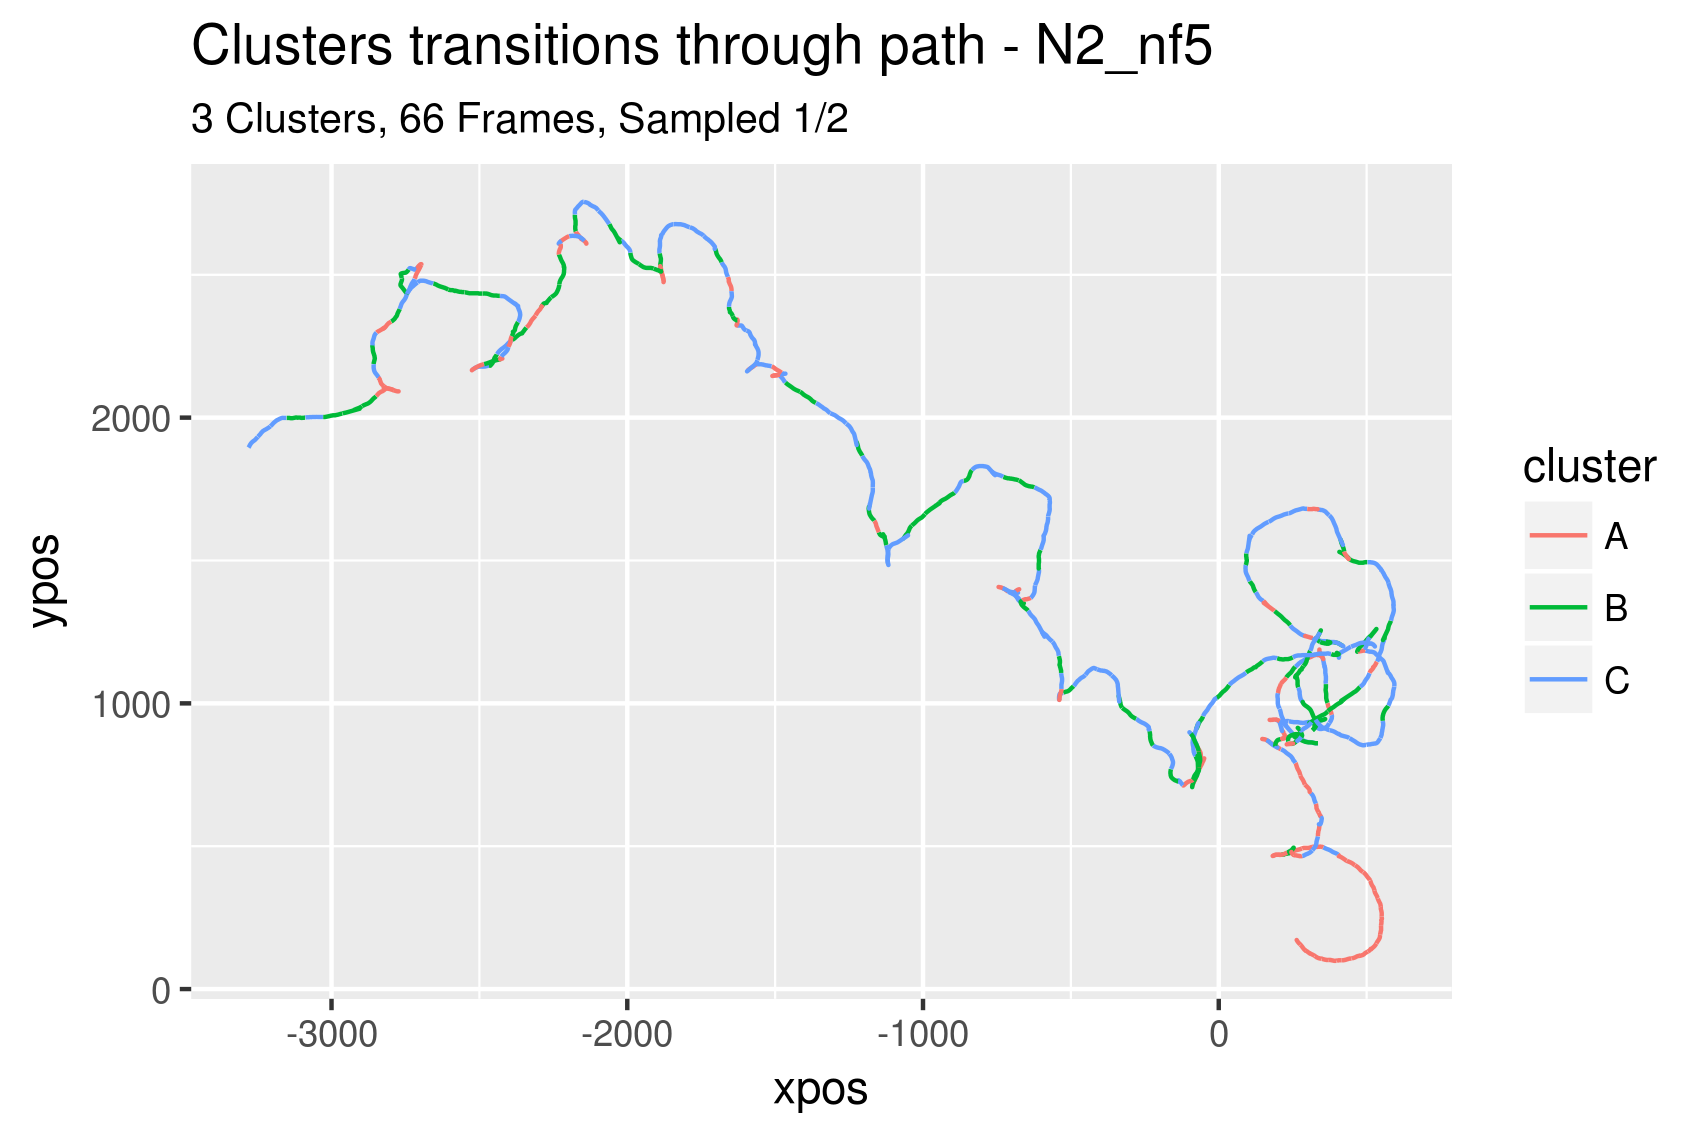 Clusters transitions through path - N2_nf5
3 Clusters, 66 Frames, Sampled 1/2
ypos
2000
1000
0
-3000
-2000
-1000
0
xpos
cluster
A
B
C